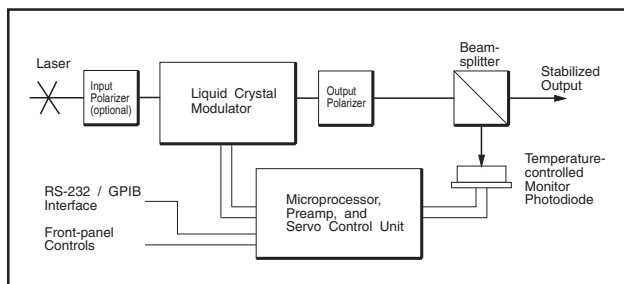 Laser
Input
Polarizer
(optional)
Liquid Crystal
Modulator
Output
Polarizer
Beam-
splitter
Stabilized
Output
Temperature-
controlled
Monitor
Photodiode
Microprocessor,
Preamp, and
Servo Control Unit
RS-232 / GPIB
Interface
Front-panel
Controls